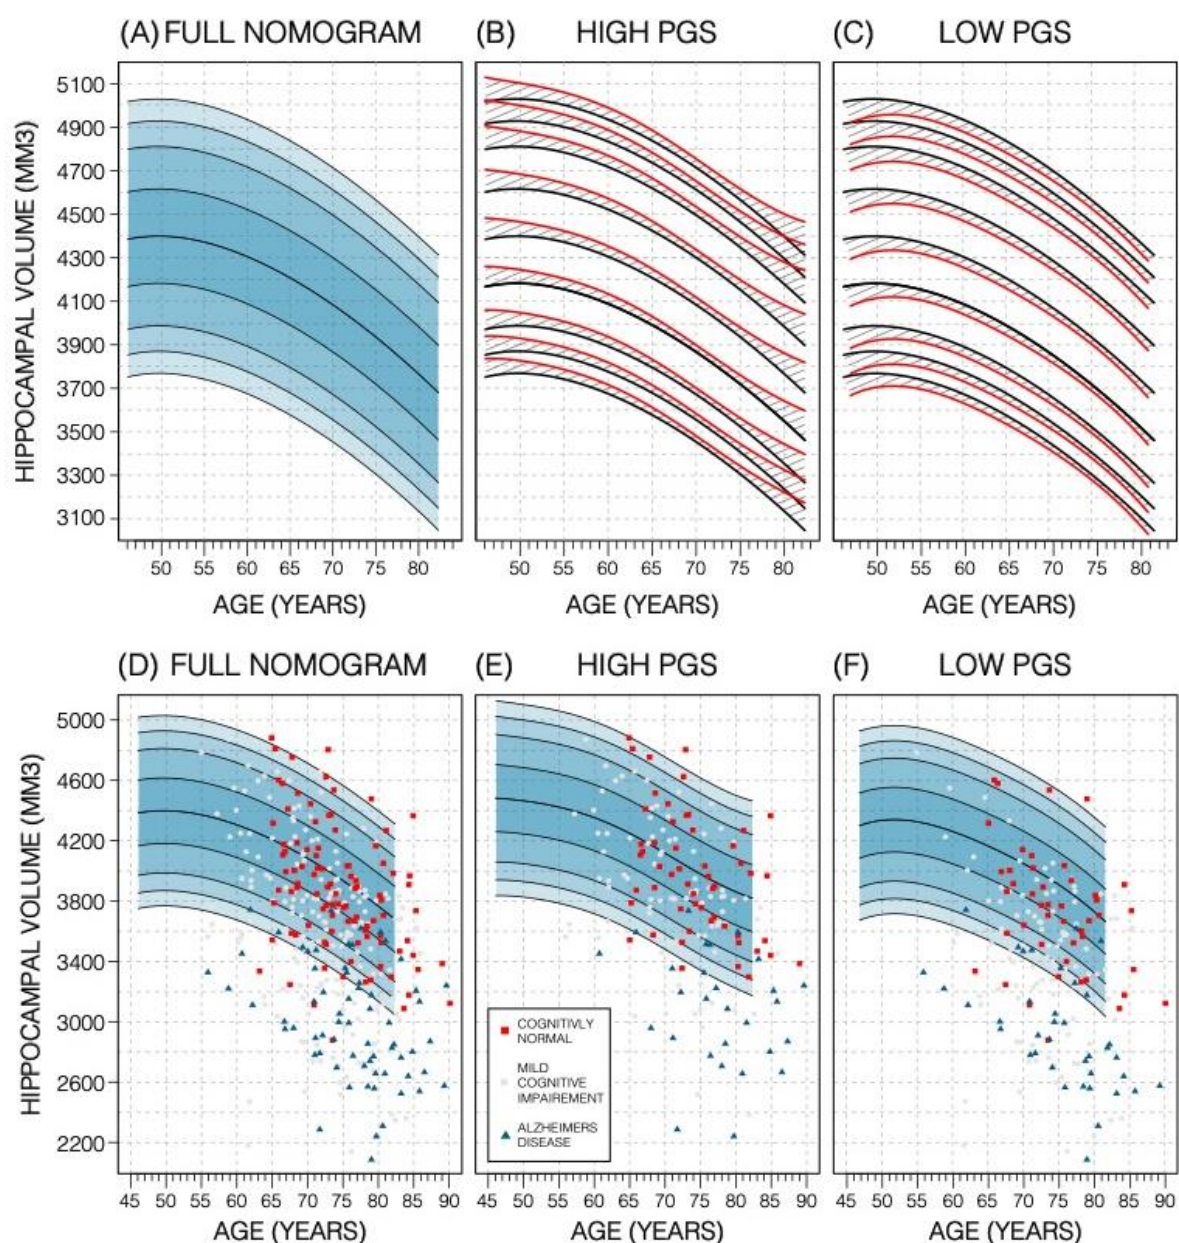 (A) FULL NOMOGRAM
(B) HIGH PGS
(C) LOW PGS
HIPPOCAMPAL VOLUME (MM3)
5100
4900
4700
4500
4300
4100
3900
3700
3500
3300
3100
50 55 60 65 70 75 80
50 55 60 65 70 75 80
50 55 60 65 70 75 80
AGE (YEARS)
AGE (YEARS)
AGE (YEARS)
(D) FULL NOMOGRAM
(E) HIGH PGS
(F) LOW PGS
HIPPOCAMPAL VOLUME (MM3)
5000
4600
4200
3800
3400
3000
2600
2200
COGNITIVLY
NORMAL
MILD
COGNITIVE
IMPAIREMENT
ALZHEIMERS
DISEASE
45 50 55 60 65 70 75 80 85 90
45 50 55 60 65 70 75 80 85 90
45 50 55 60 65 70 75 80 85 90
AGE (YEARS)
AGE (YEARS)
AGE (YEARS)